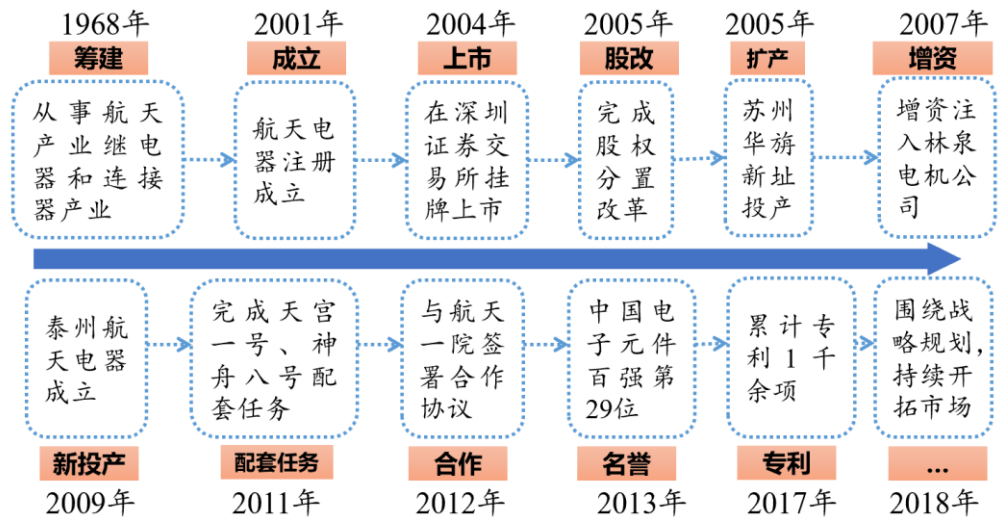 1968年
2001年
2004年
2005年
2005年
2007年
筹建
成立
上市
股改
扩产
增资
从事航天
产业继电
器和连接
器产业
航天电
器注册
成立
在深圳
证券交
易所挂
牌上市
完成
股权
分置
改革
苏州
华旃
新址
投产
增资注
入林泉
电机公
司
泰州航
天电器
成立
完成天宫
一号、神
舟八号配
套任务
与航天
一院签
署合作
协议
中国电
子元件
百强第
29位
累计专
利1千
余项
围绕战
略规划,
持续开
拓市场
新投产
配套任务
合作
名誉
专利
...
2009年
2011年
2012年
2013年
2017年
2018年